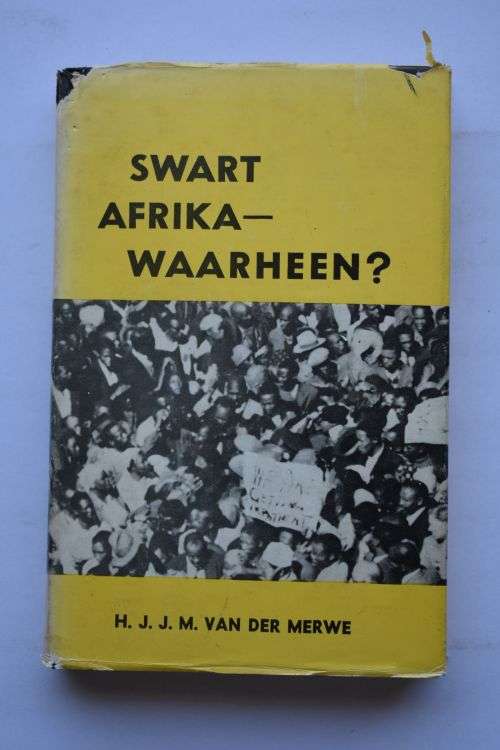 SWART
AFRIKA—
WAARHEEN?
H. J. J. M. VAN DER MERWE